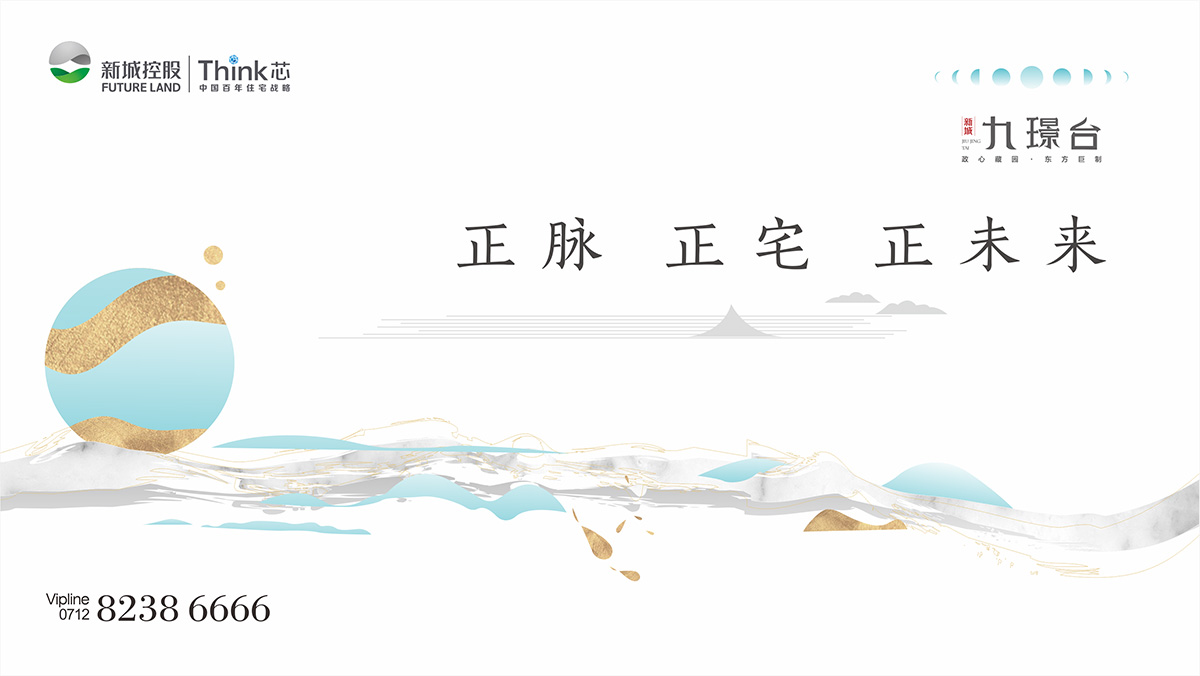 新城控股
FUTURE LAND
Think芯
中国百年住宅战略
新城
JIU JING
TAI
九璟台
政心藏园·东方巨制
正脉 正宅 正未来
Vipline
0712 8238 6666